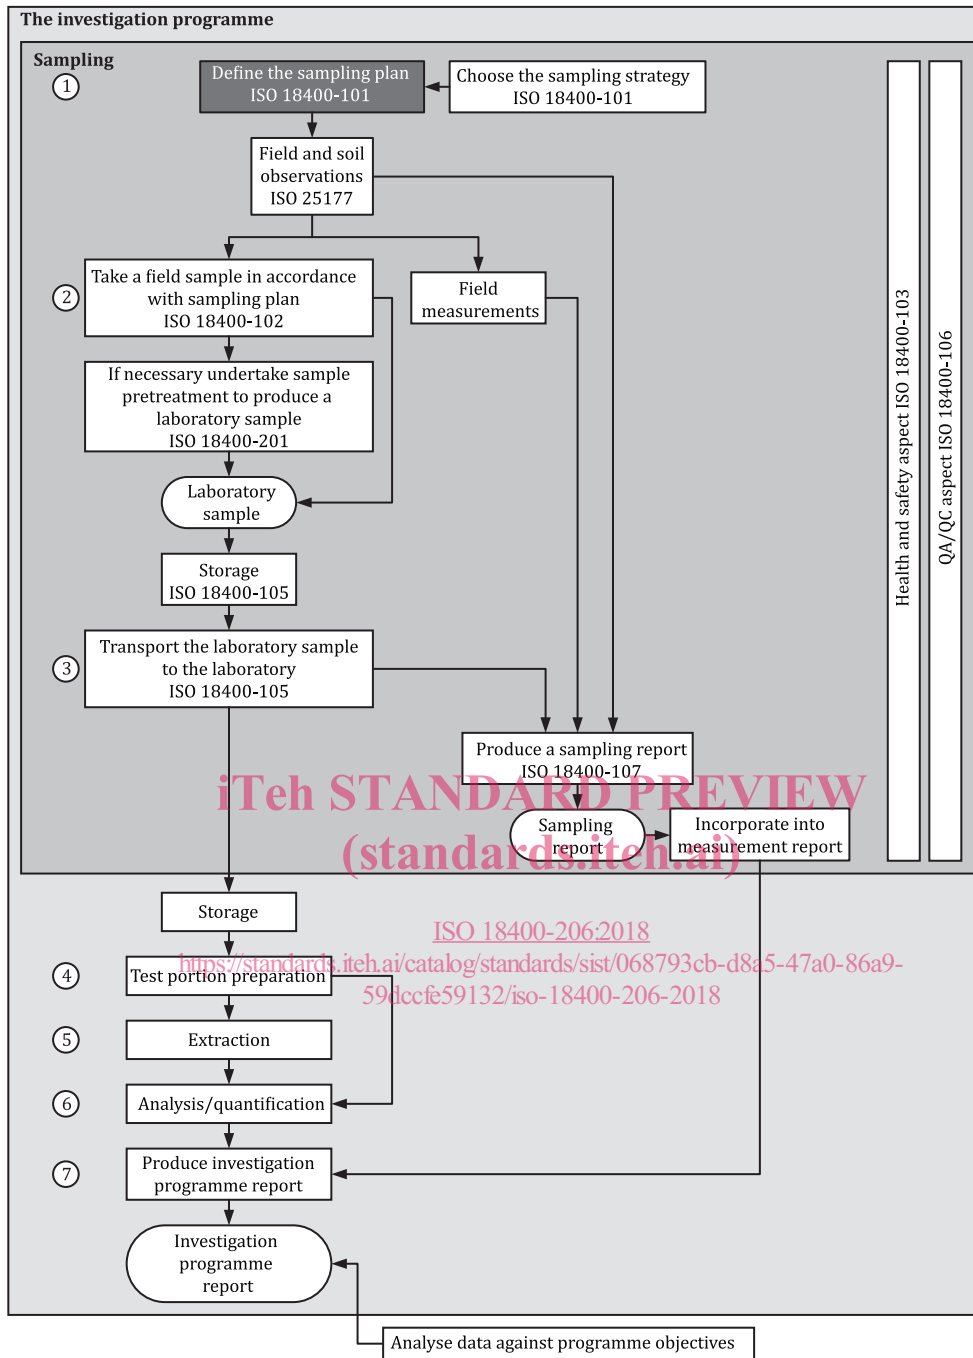 The investigation programme
Sampling
1
Define the sampling plan
ISO 18400-101
Choose the sampling strategy
ISO 18400-101
Field and soil
observations
ISO 25177
2
Take a field sample in accordance
with sampling plan
ISO 18400-102
Field
measurements
If necessary undertake sample
pretreatment to produce a
laboratory sample
ISO 18400-201
Laboratory
sample
Storage
ISO 18400-105
3
Transport the laboratory sample
to the laboratory
ISO 18400-105
Produce a sampling report
ISO 18400-107
Sampling
report
Incorporate into
measurement report
Health and safety aspect ISO 18400-103
QA/QC aspect ISO 18400-106
iTeh STANDARD PREVIEW
(standards.iteh.ai)
ISO 18400-206:2018
https://standards.iteh.ai/catalog/standards/sist/068793cb-d8a5-47a0-86a9-
59dccfe59132/iso-18400-206-2018
Storage
4
Test portion preparation
5
Extraction
6
Analysis/quantification
7
Produce investigation
programme report
Investigation
programme
report
Analyse data against programme objectives